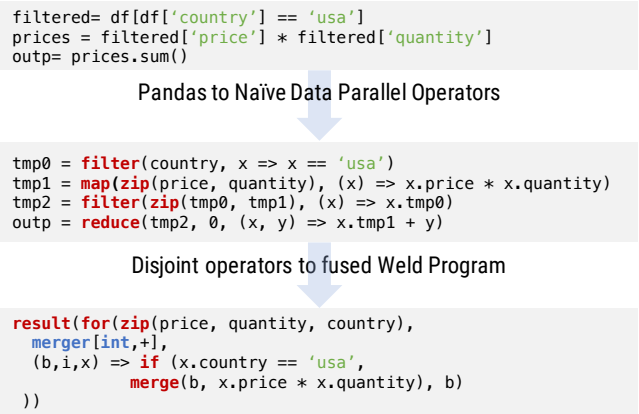 filtered= df[df['country'] == 'usa']
prices = filtered['price'] * filtered['quantity']
outp= prices.sum()
Pandas to Naïve Data Parallel Operators
tmp0 = filter(country, x => x == 'usa')
tmp1 = map(zip(price, quantity), (x) => x.price * x.quantity)
tmp2 = filter(zip(tmp0, tmp1), (x) => x.tmp0)
outp = reduce(tmp2, 0, (x, y) => x.tmp1 + y)
Disjoint operators to fused Weld Program
result(for(zip(price, quantity, country),
merger[int,+],
(b,i,x) => if (x.country == 'usa',
merge(b, x.price * x.quantity), b)
))